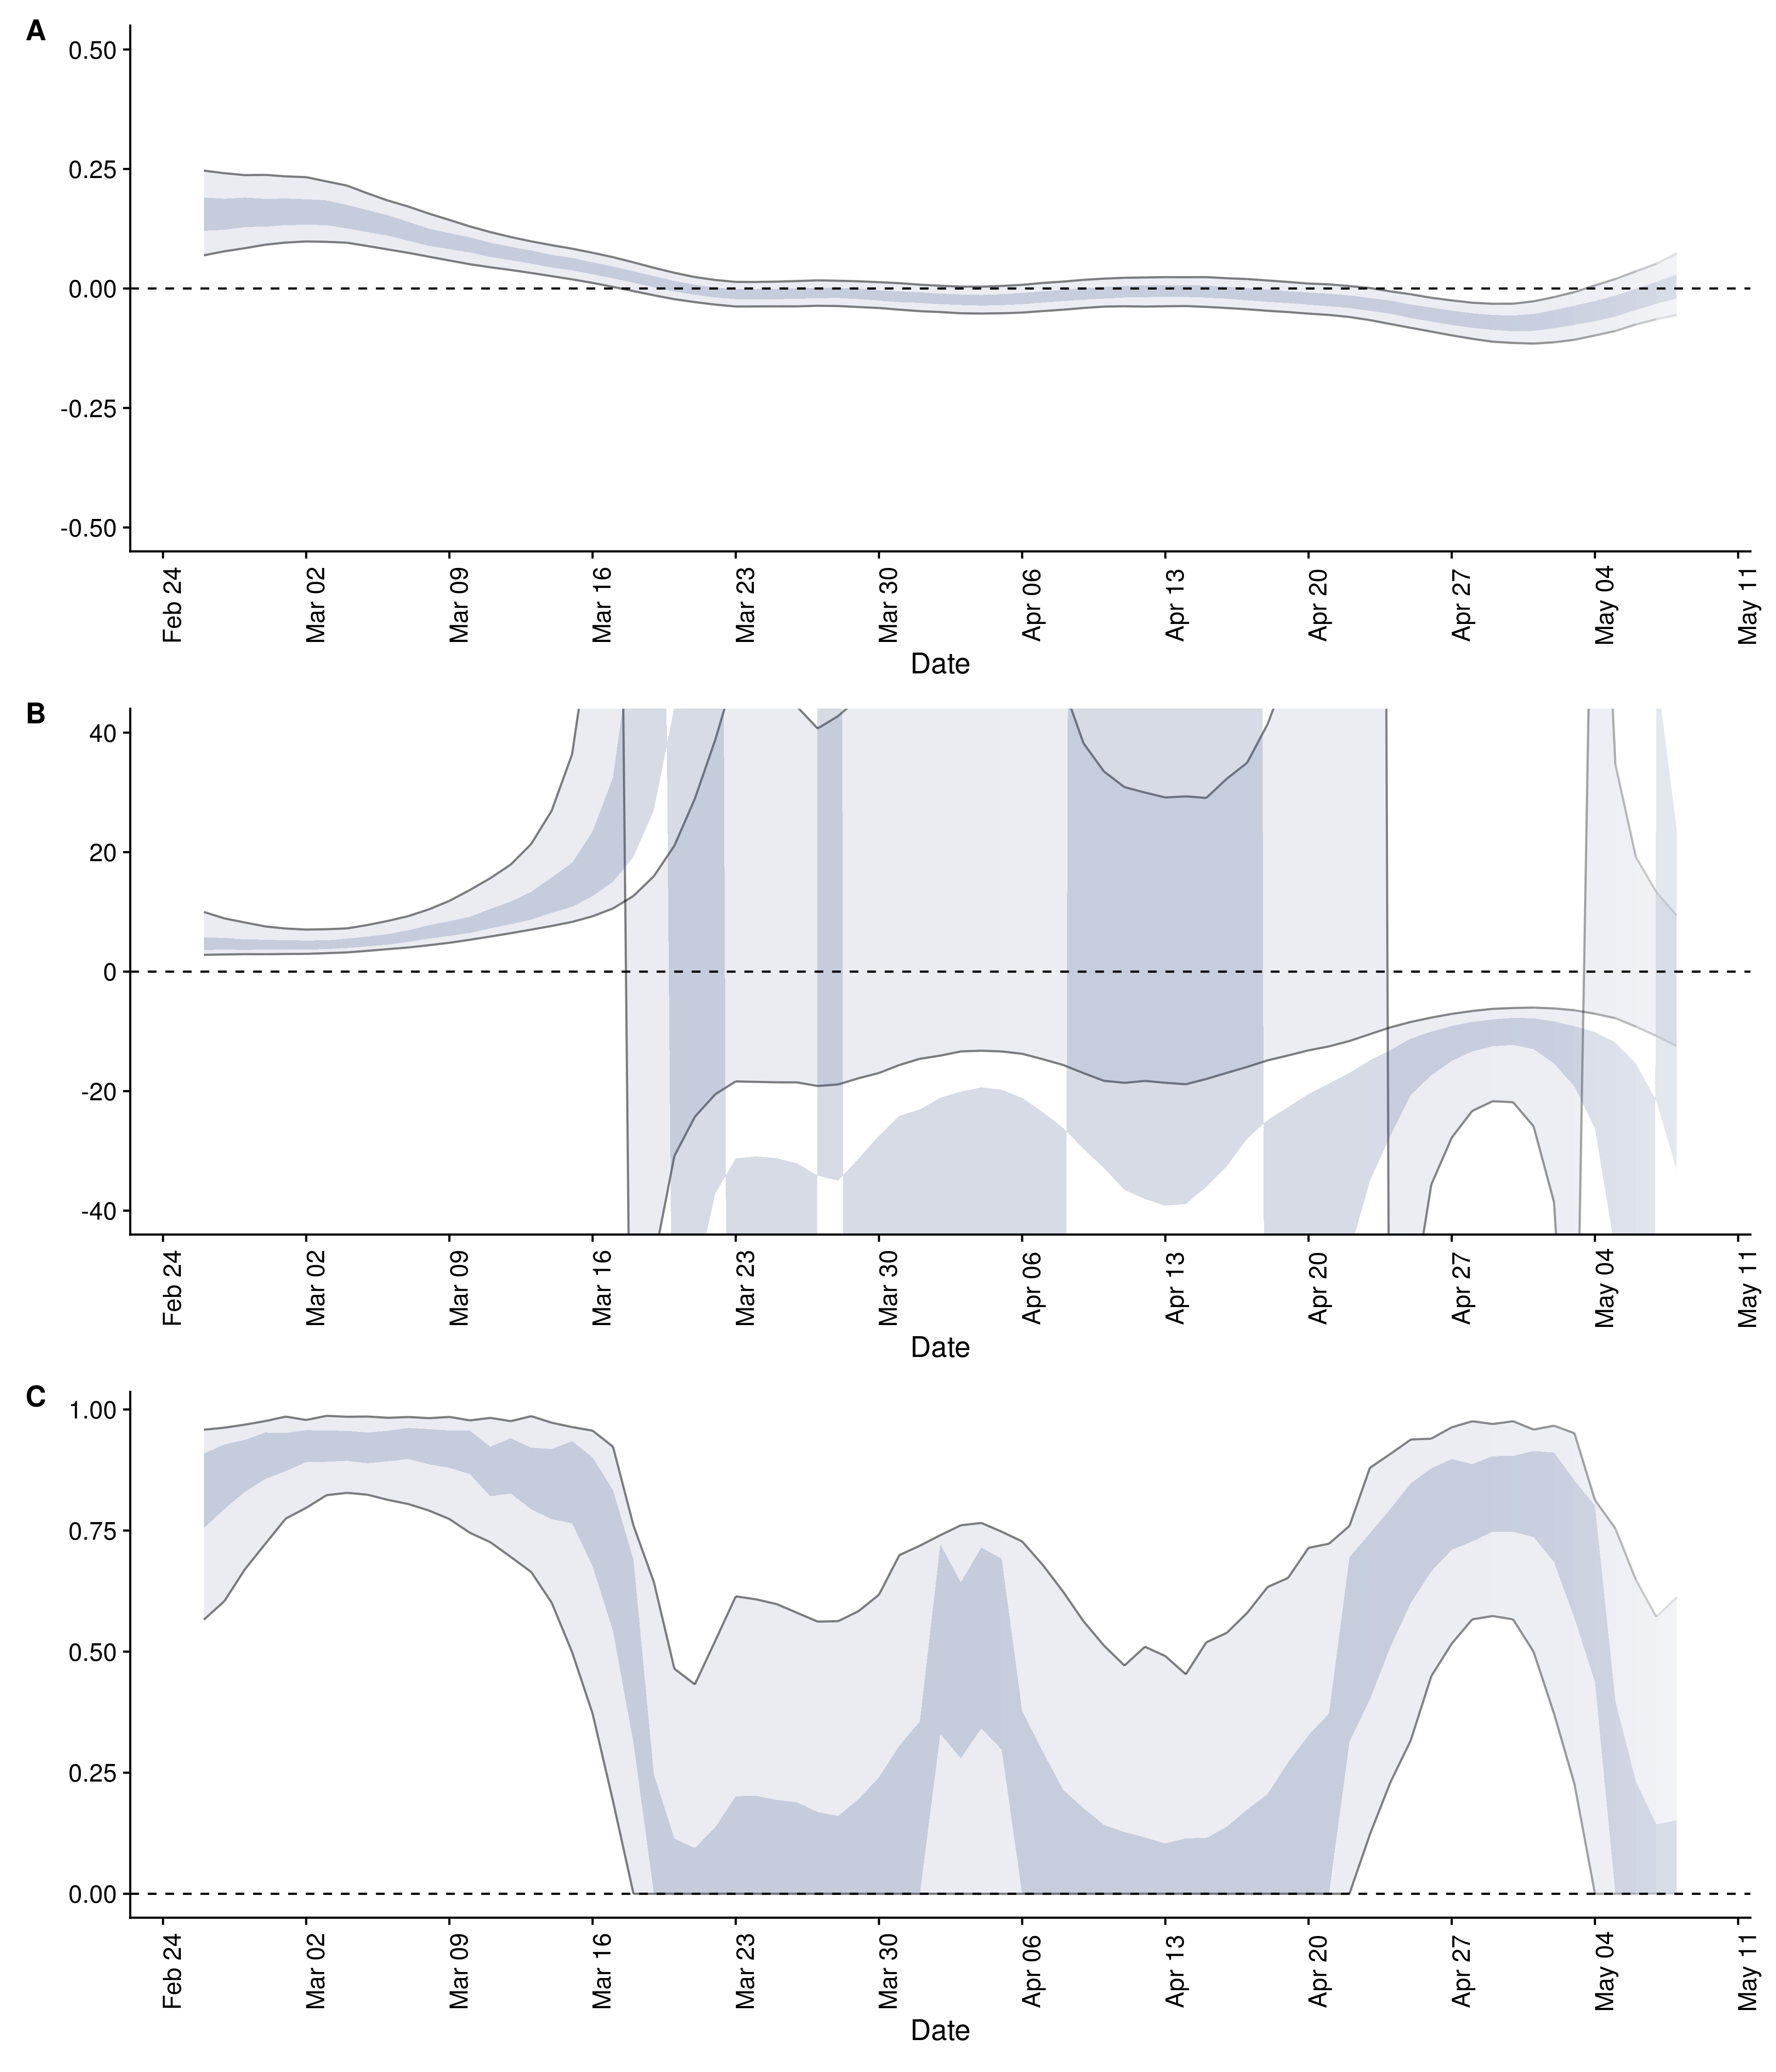 A
0.50
0.25
0.00
-0.25
-0.50
Feb 24
Mar 02
Mar 09
Mar 16
Mar 23
Mar 30
Apr 06
Apr 13
Apr 20
Apr 27
May 04
May 11
Date
B
40
20
0
-20
-40
Feb 24
Mar 02
Mar 09
Mar 16
Mar 23
Mar 30
Apr 06
Apr 13
Apr 20
Apr 27
May 04
May 11
Date
C
1.00
0.75
0.50
0.25
0.00
Feb 24
Mar 02
Mar 09
Mar 16
Mar 23
Mar 30
Apr 06
Apr 13
Apr 20
Apr 27
May 04
May 11
Date